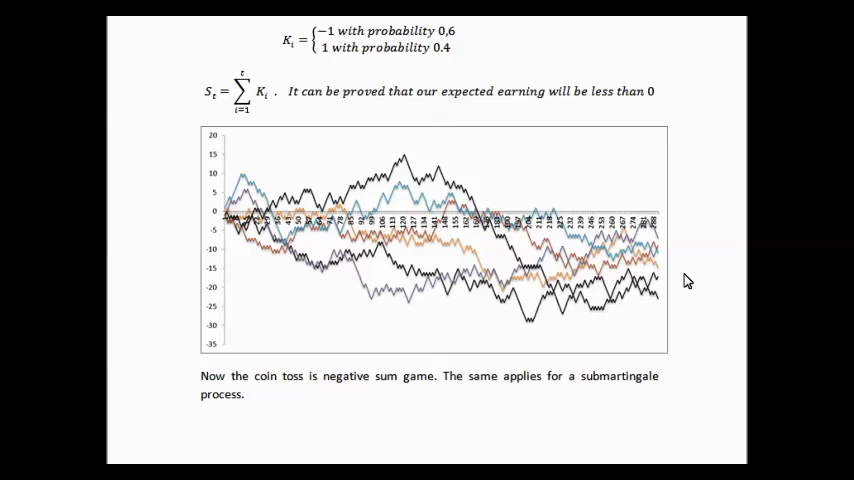 K_i = { −1 with probability 0,6
1 with probability 0.4
S_t = ∑_{i=1}^{t} K_i . It can be proved that our expected earning will be less than 0
20
15
10
5
0
-5
-10
-15
-20
-25
-30
-35
Now the coin toss is negative sum game. The same applies for a submartingale
process.